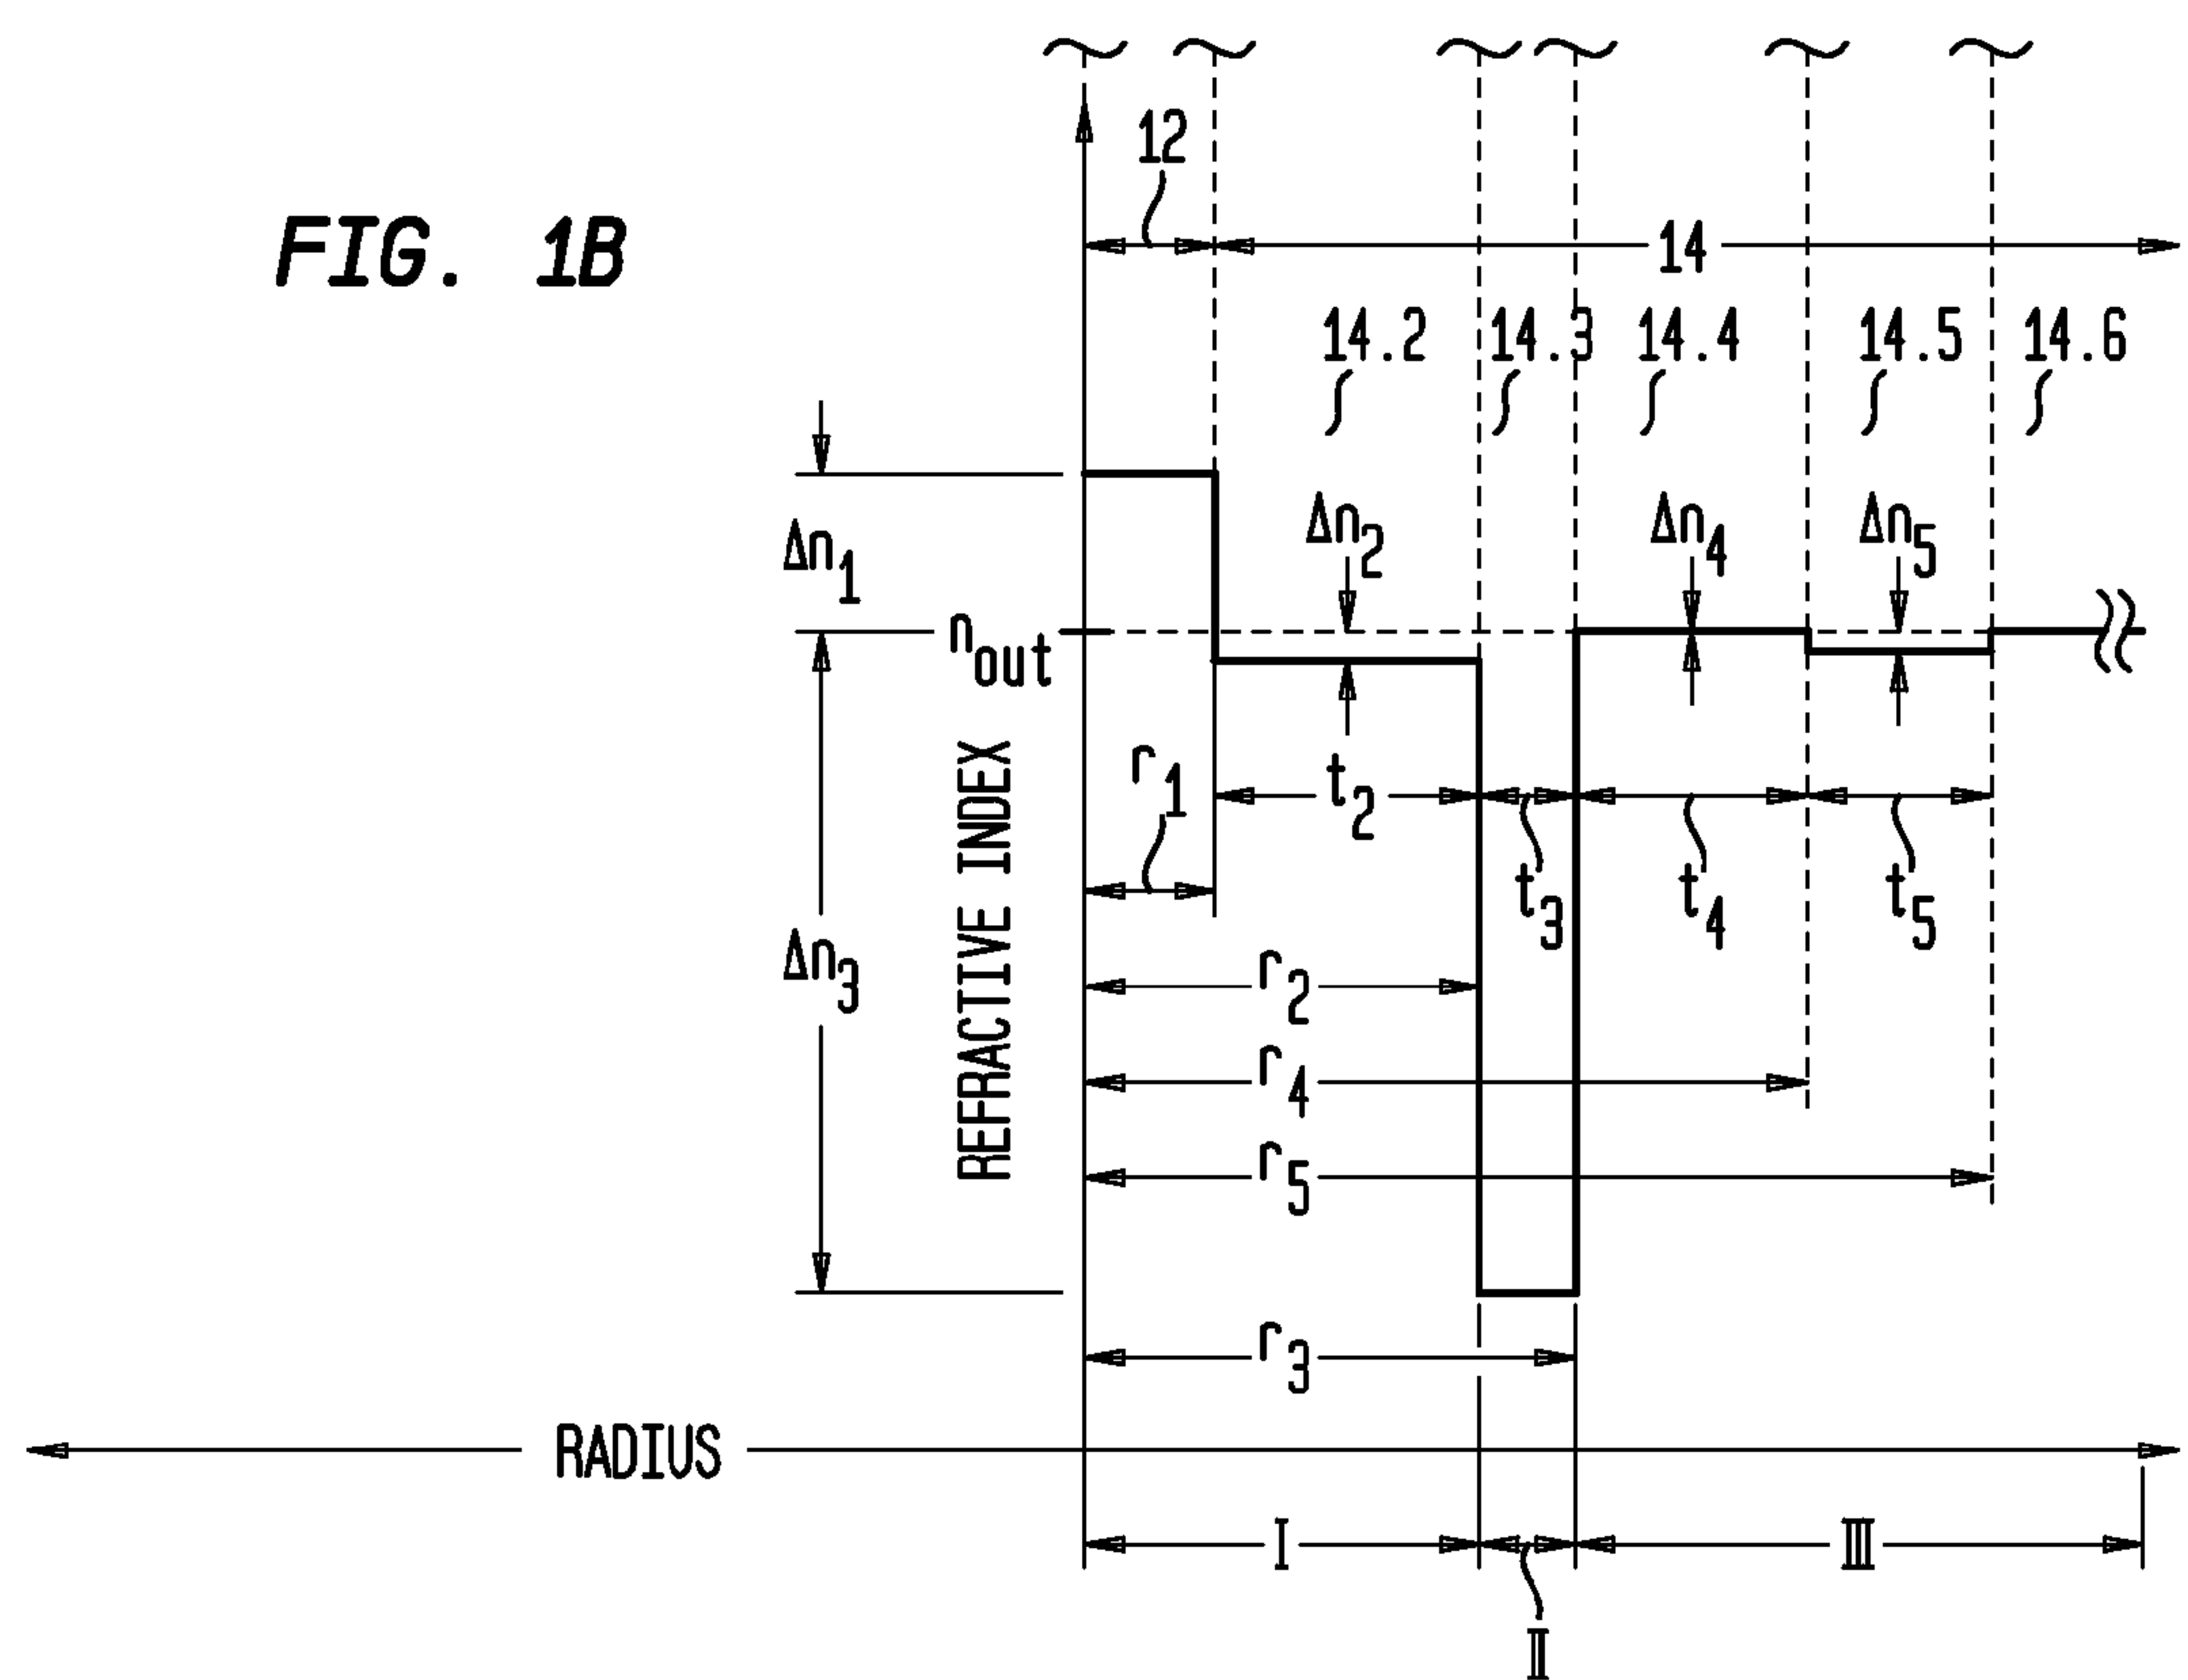 FIG. 1B
12
14
14.2 14.3 14.4 14.5 14.6
Δn1
Δn2
Δn4
Δn5
nout
REFRACTIVE INDEX
r1
t2
t3
t4
t5
Δn3
r2
r4
r5
r3
RADIUS
I
III
II